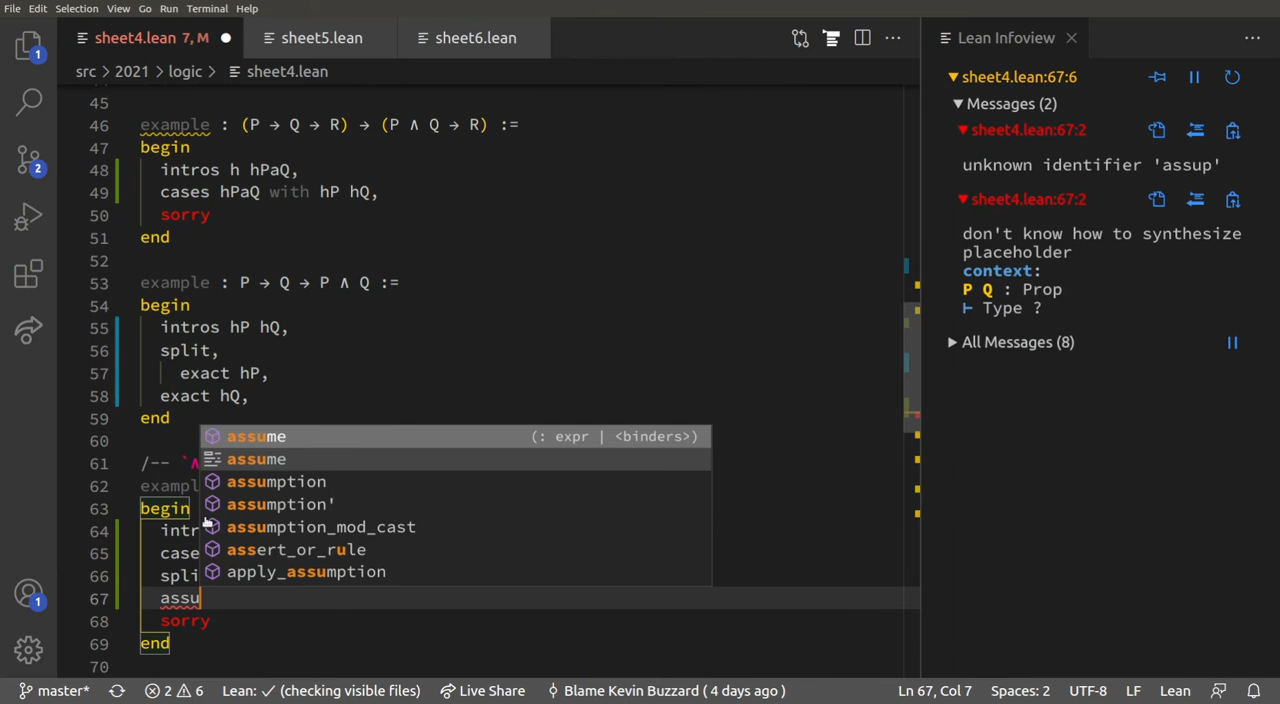 File Edit Selection View Go Run Terminal Help
sheet4.lean 7, M
sheet5.lean
sheet6.lean
Lean Infoview
src > 2021 > logic > sheet4.lean
45
46 example : (P → Q → R) → (P ∧ Q → R) :=
47 begin
48 intros h hPaQ,
49 cases hPaQ with hP hQ,
50 sorry
51 end
52
53 example : P → Q → P ∧ Q :=
54 begin
55 intros hP hQ,
56 split,
57 exact hP,
58 exact hQ,
59 end
60
61 /-- `∧
62 exampl
63 begin
64 intr
65 case
66 spli
67 assu
68 sorry
69 end
70
assume (: expr | <binders>)
assume
assumption
assumption'
assumption_mod_cast
assert_or_rule
apply_assumption
sheet4.lean:67:6
Messages (2)
sheet4.lean:67:2
unknown identifier 'assup'
sheet4.lean:67:2
don't know how to synthesize
placeholder
context:
P Q : Prop
⊢ Type ?
All Messages (8)
1
2
1
master* 2 6 Lean: ✓ (checking visible files) Live Share Blame Kevin Buzzard ( 4 days ago ) Ln 67, Col 7 Spaces: 2 UTF-8 LF Lean